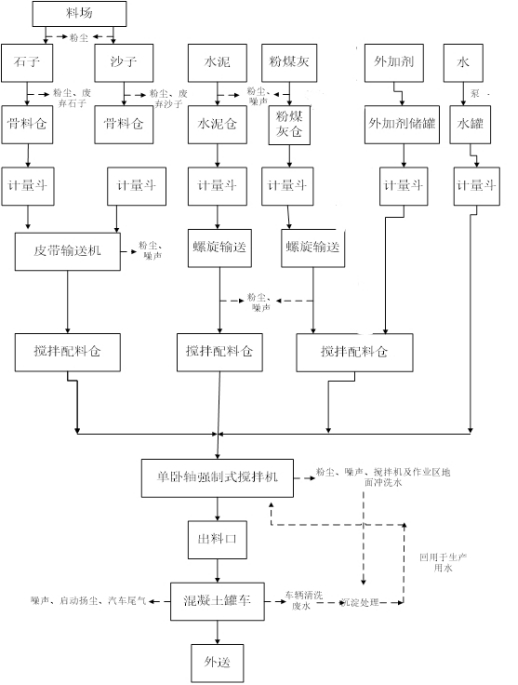 料场
粉尘
石子
沙子
水泥
粉煤灰
外加剂
水
粉尘、废
弃石子
粉尘、废
弃沙子
粉尘、
噪声
泵
骨料仓
骨料仓
水泥仓
粉煤
灰仓
外加剂储罐
水罐
计量斗
计量斗
计量斗
计量斗
计量斗
计量斗
皮带输送机
粉尘、
噪声
螺旋输送
螺旋输送
粉尘、
噪声
搅拌配料仓
搅拌配料仓
搅拌配料仓
单卧轴强制式搅拌机
粉尘、噪声、搅拌机及作业区地
面冲洗水
出料口
回用于生产
用水
噪声、启动扬尘、汽车尾气
混凝土罐车
车辆清洗
废水
沉淀处理
外送